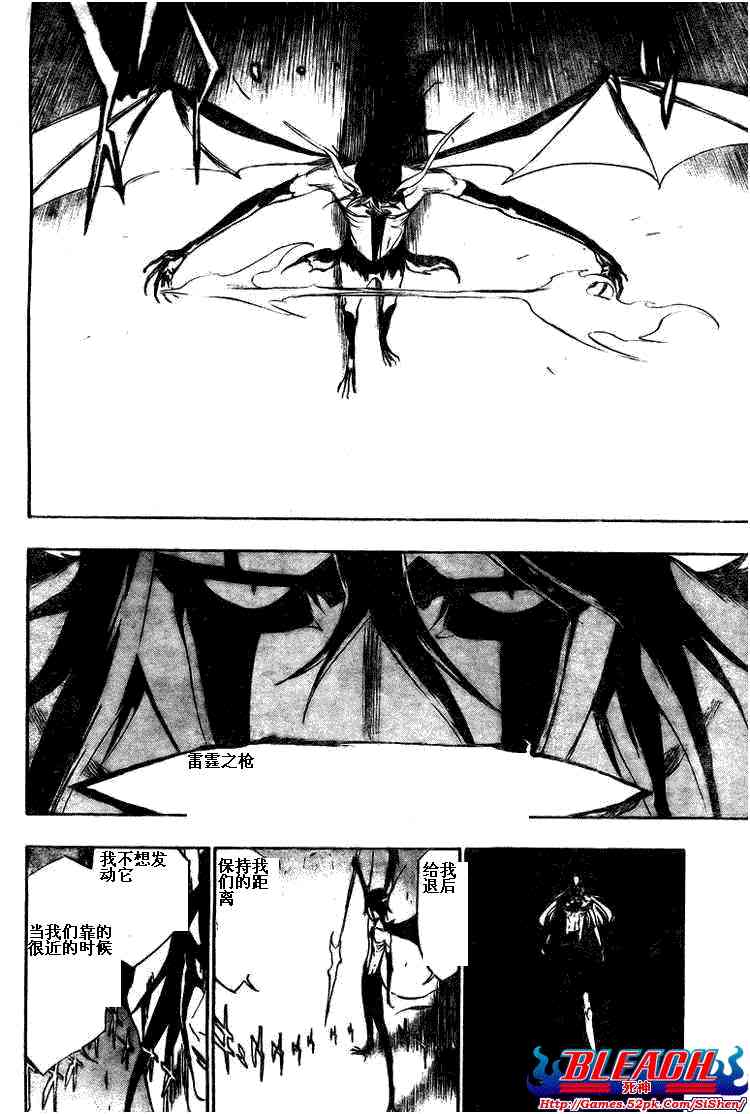 雷霆之枪
给我
退后
保持我
们的距
离
我不想发
动它
当我们靠的
很近的时候
BLEACH
死神
Http://Games.52pk.Com/SiShen/